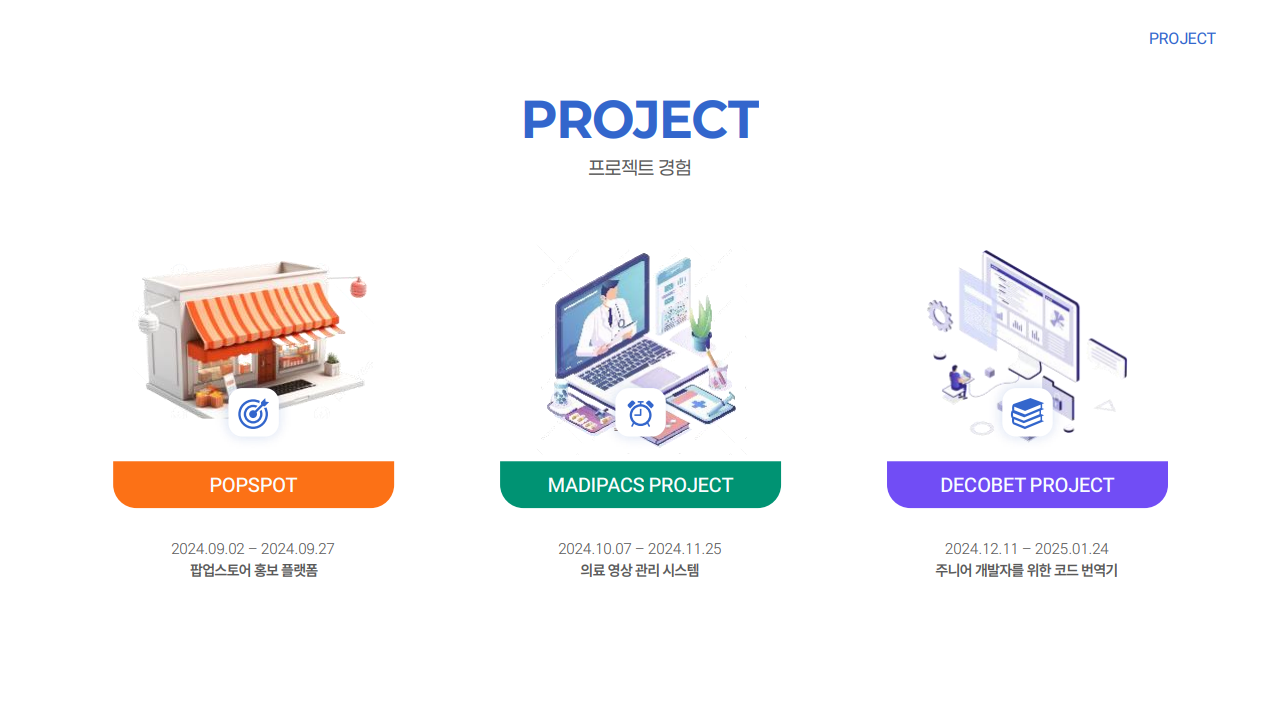 PROJECT
PROJECT
프로젝트 경험
POPSPOT
MADIPACS PROJECT
DECOBET PROJECT
2024.09.02 – 2024.09.27
팝업스토어 홍보 플랫폼
2024.10.07 – 2024.11.25
의료 영상 관리 시스템
2024.12.11 – 2025.01.24
주니어 개발자를 위한 코드 번역기